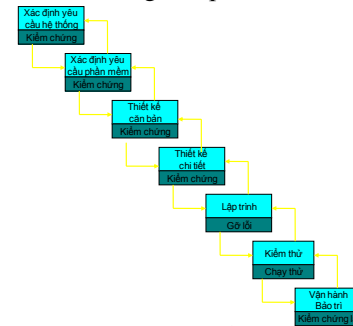 Xác định yêu
cầu hệ thống
Kiểm chứng
Xác định yêu
cầu phần mềm
Kiểm chứng
Thiết kế
căn bản
Kiểm chứng
Thiết kế
chi tiết
Kiểm chứng
Lập trình
Gỡ lỗi
Kiểm thử
Chạy thử
Vận hành
Bảo trì
Kiểm chứng